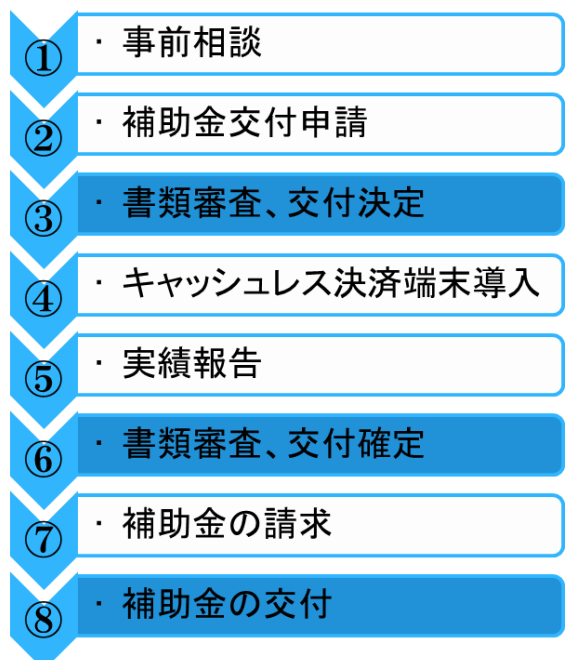 ① ・ 事前相談
② ・ 補助金交付申請
③ ・ 書類審査、交付決定
④ ・ キャッシュレス決済端末導入
⑤ ・ 実績報告
⑥ ・ 書類審査、交付確定
⑦ ・ 補助金の請求
⑧ ・ 補助金の交付